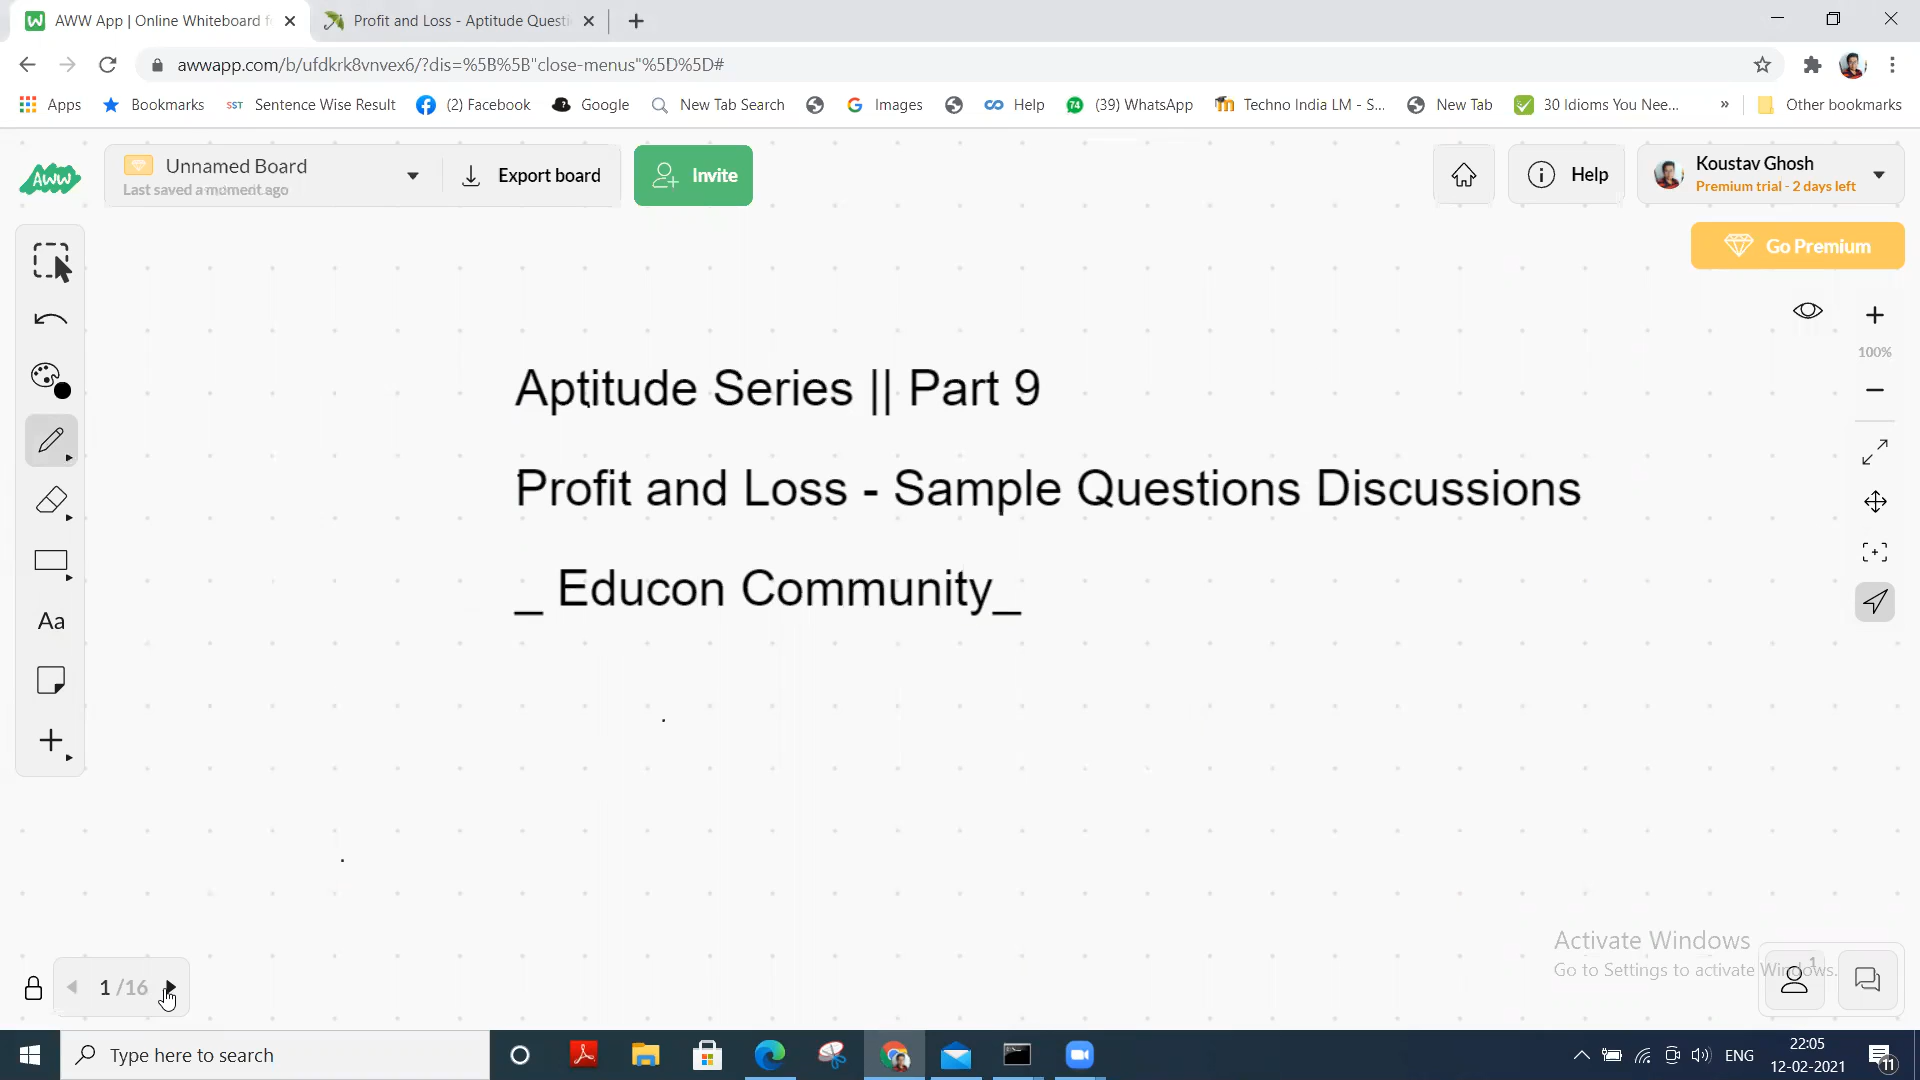 AWW App | Online Whiteboard f
Profit and Loss - Aptitude Questi
awwapp.com/b/ufdkrk8vnvex6/?dis=%5B%5B"close-menus"%5D%5D#
Apps Bookmarks SST Sentence Wise Result (2) Facebook Google New Tab Search Images Help 74 (39) WhatsApp Techno India LM - S... New Tab 30 Idioms You Nee... » Other bookmarks
AWW Unnamed Board Export board Invite Help Koustav Ghosh
Last saved a moment ago Premium trial - 2 days left
Go Premium
100%
Aptitude Series || Part 9
Profit and Loss - Sample Questions Discussions
_ Educon Community_
Aa
Activate Windows
Go to Settings to activate Windows.
1
1 /16
Type here to search
ENG
22:05
12-02-2021
11